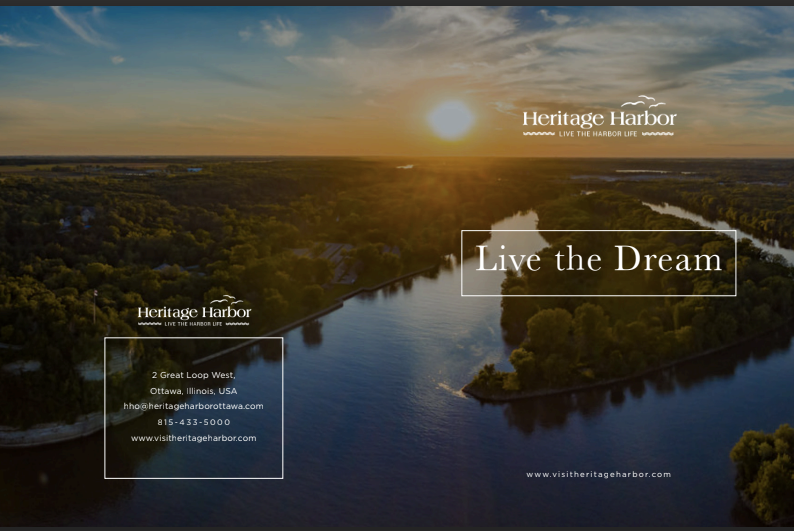 Heritage Harbor
LIVE THE HARBOR LIFE
Live the Dream
www.visitheritageharbor.com
Heritage Harbor
LIVE THE HARBOR LIFE
2 Great Loop West,
Ottawa, Illinois, USA
hho@heritageharborottawa.com
815-433-5000
www.visitheritageharbor.com